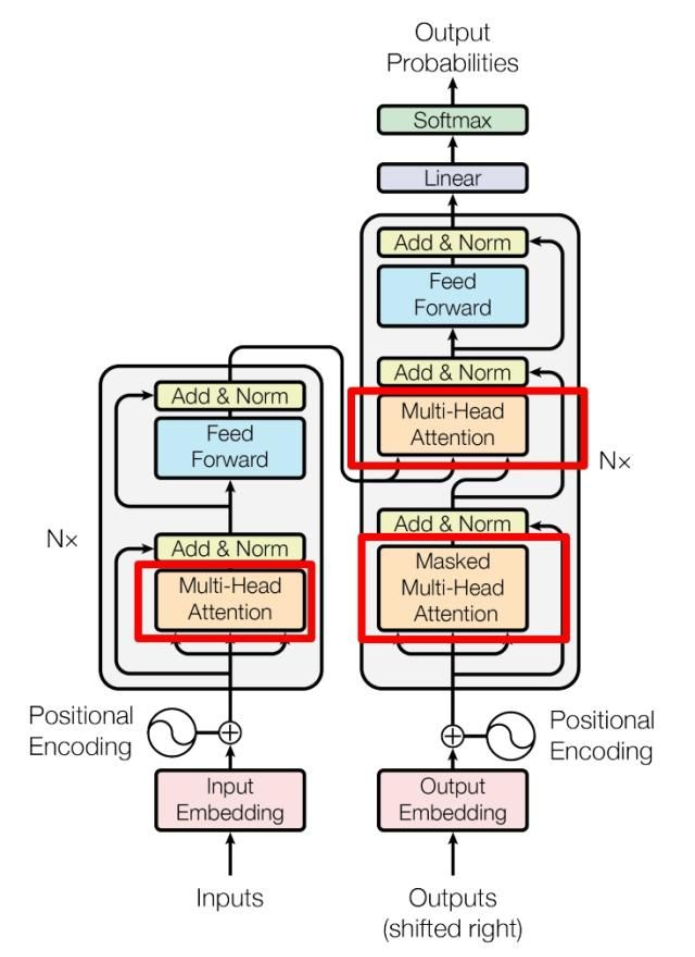 Output
Probabilities
Softmax
Linear
Add & Norm
Feed
Forward
Add & Norm
Multi-Head
Attention
Add & Norm
Masked
Multi-Head
Attention
Nx
Add & Norm
Feed
Forward
Add & Norm
Multi-Head
Attention
Nx
Positional
Encoding
Positional
Encoding
Input
Embedding
Output
Embedding
Inputs
Outputs
(shifted right)